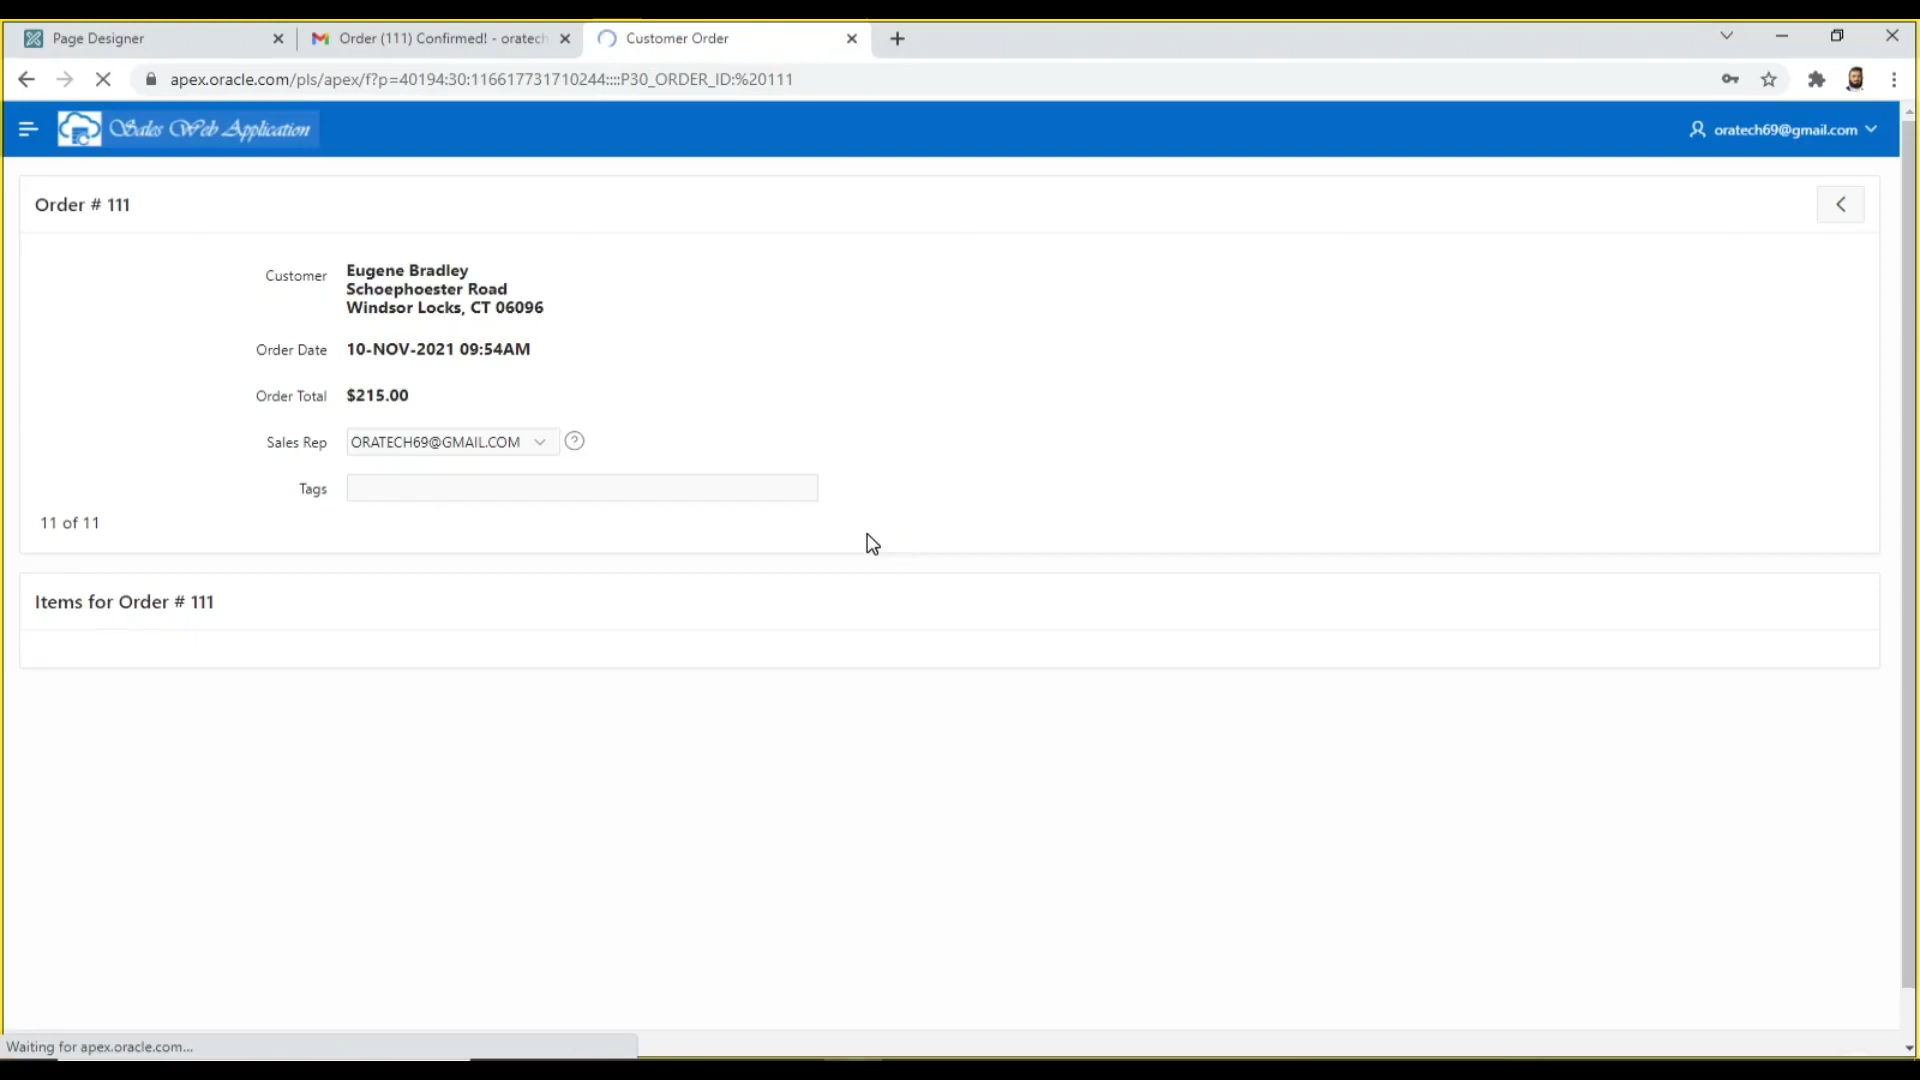 Page Designer
Order (111) Confirmed! - oratech
Customer Order
apex.oracle.com/pls/apex/f?p=40194:30:116617731710244::::P30_ORDER_ID:%20111
Sales Web Application
oratech69@gmail.com
Order # 111
Customer
Eugene Bradley
Schoephoester Road
Windsor Locks, CT 06096
Order Date
10-NOV-2021 09:54AM
Order Total
$215.00
Sales Rep
ORATECH69@GMAIL.COM
Tags
11 of 11
Items for Order # 111
Waiting for apex.oracle.com...